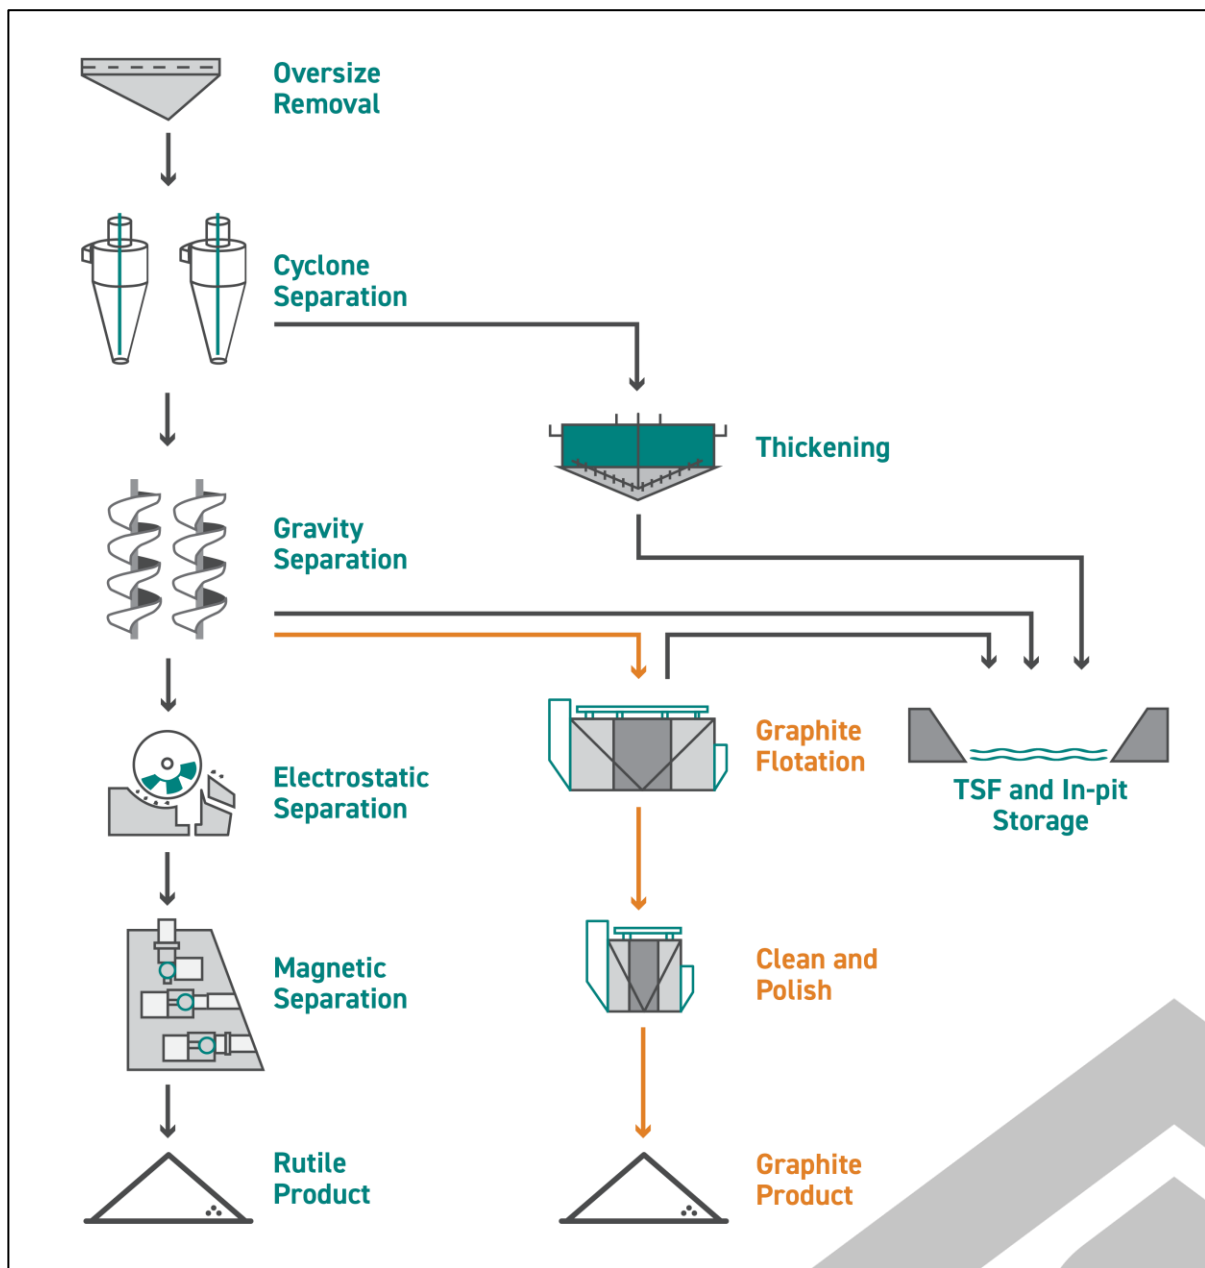 Oversize
Removal
Cyclone
Separation
Thickening
Gravity
Separation
Graphite
Flotation
TSF and In-pit
Storage
Electrostatic
Separation
Clean and
Polish
Magnetic
Separation
Rutile
Product
Graphite
Product